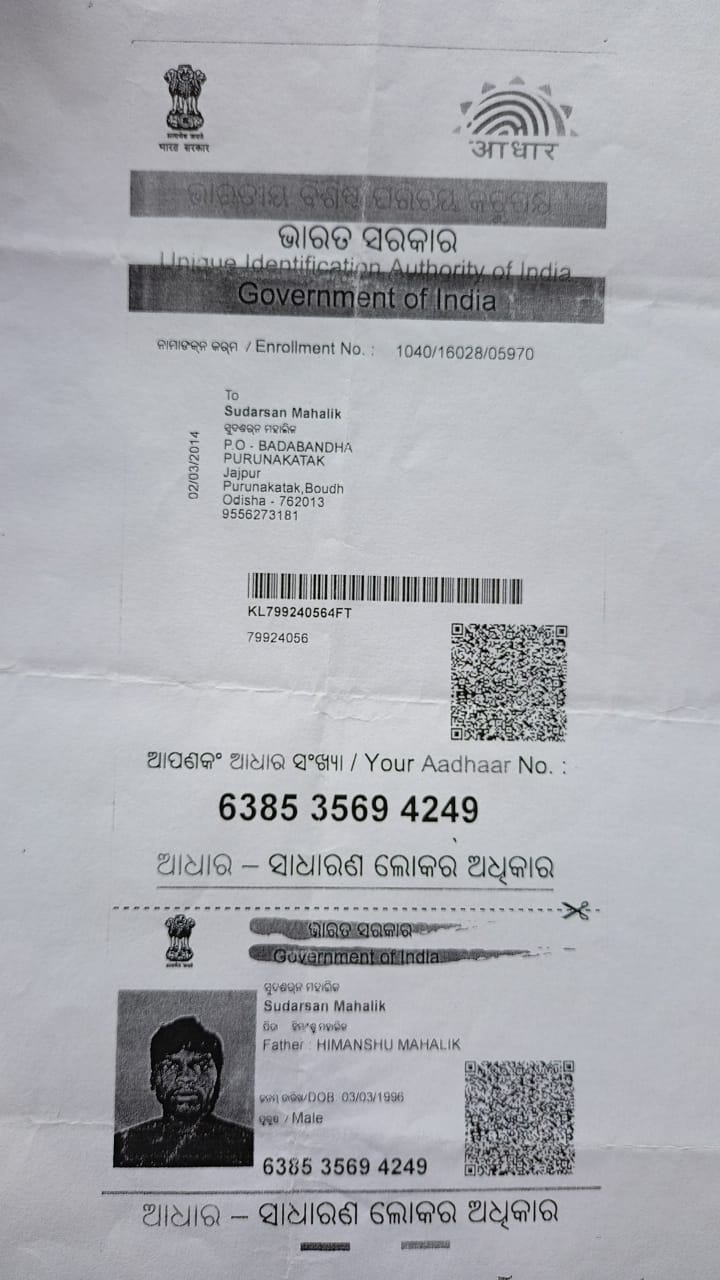 भारत सरकार
आधार
ଭାରତୀୟ ବିଶିଷ୍ଟ ପରିଚୟ
ଭାରତ ସରକାର
Unique Identification Authority of India
Government of India
ନାମାଙ୍କନ କ୍ରମ / Enrollment No. : 1040/16028/05970
To
Sudarsan Mahalik
ସୁଦର୍ଶନ ମହାଲିକ
P.O - BADABANDHA
PURUNAKATAK
Jajpur
Purunakatak,Boudh
Odisha - 762013
9556273181
02/03/2014
KL799240564FT
79924056
ଆପଣଙ୍କ ଆଧାର ସଂଖ୍ୟା / Your Aadhaar No. :
6385 3569 4249
ଆଧାର – ସାଧାରଣ ଲୋକର ଅଧିକାର
ଭାରତ ସରକାର
Government of India
ସୁଦର୍ଶନ ମହାଲିକ
Sudarsan Mahalik
ପିତା ହିମାଂଶୁ ମହାଲିକ
Father : HIMANSHU MAHALIK
ଜନ୍ମ ତାରିଖ/DOB 03/03/1996
ପୁରୁଷ / Male
6385 3569 4249
ଆଧାର – ସାଧାରଣ ଲୋକର ଅଧିକାର